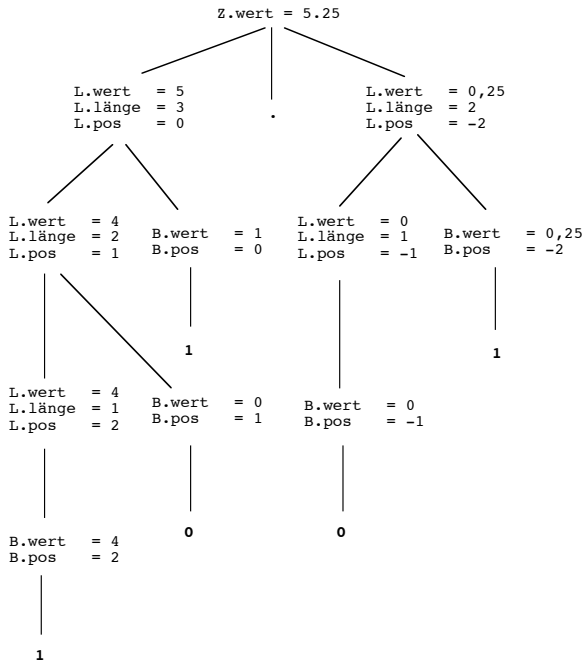 Z.wert = 5.25
L.wert = 5
L.länge = 3
L.pos = 0
.
L.wert = 0,25
L.länge = 2
L.pos = -2
L.wert = 4
L.länge = 2
L.pos = 1
B.wert = 1
B.pos = 0
L.wert = 0
L.länge = 1
L.pos = -1
B.wert = 0,25
B.pos = -2
1
1
L.wert = 4
L.länge = 1
L.pos = 2
B.wert = 0
B.pos = 1
B.wert = 0
B.pos = -1
0
0
B.wert = 4
B.pos = 2
1